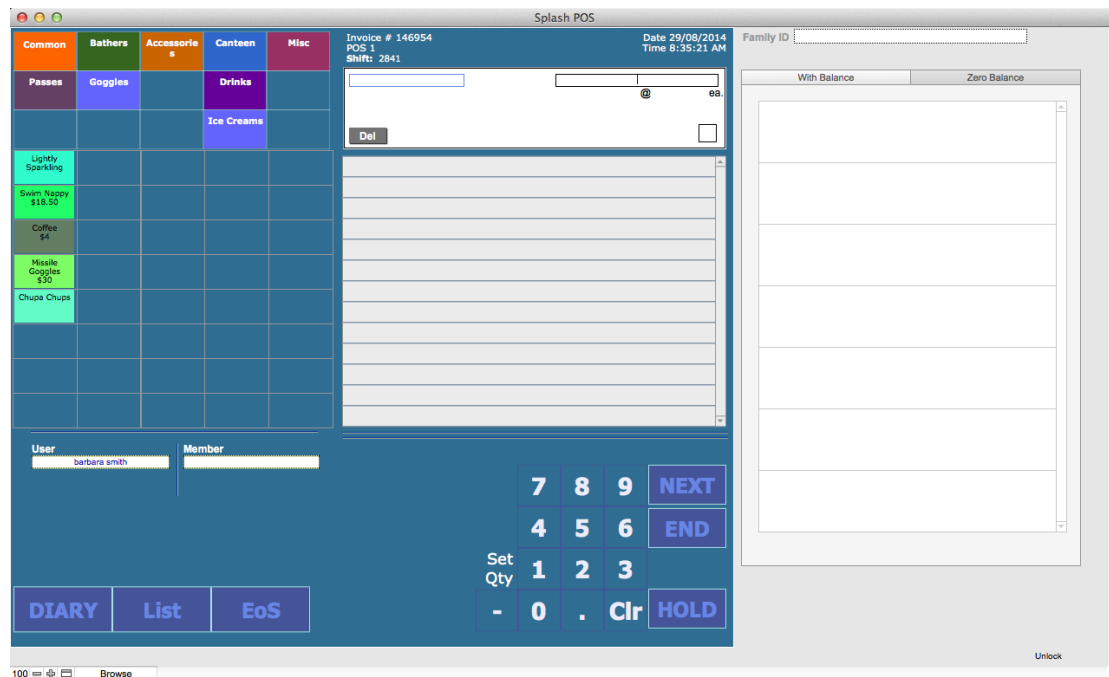 Splash POS
Common Bathers Accessorie
s Canteen Misc
Passes Goggles Drinks
Ice Creams
Invoice # 146954
POS 1
Shift: 2841
Date 29/08/2014
Time 8:35:21 AM
@ ea.
Del
Family ID
With Balance Zero Balance
Lightly
Sparkling
Swim Nappy
$18.50
Coffee
$4
Missile
Goggles
$30
Chupa Chups
User Member
barbara smith
7 8 9 NEXT
4 5 6 END
Set
Qty 1 2 3
- 0 . Clr HOLD
DIARY List EoS
Unlock
100 Browse